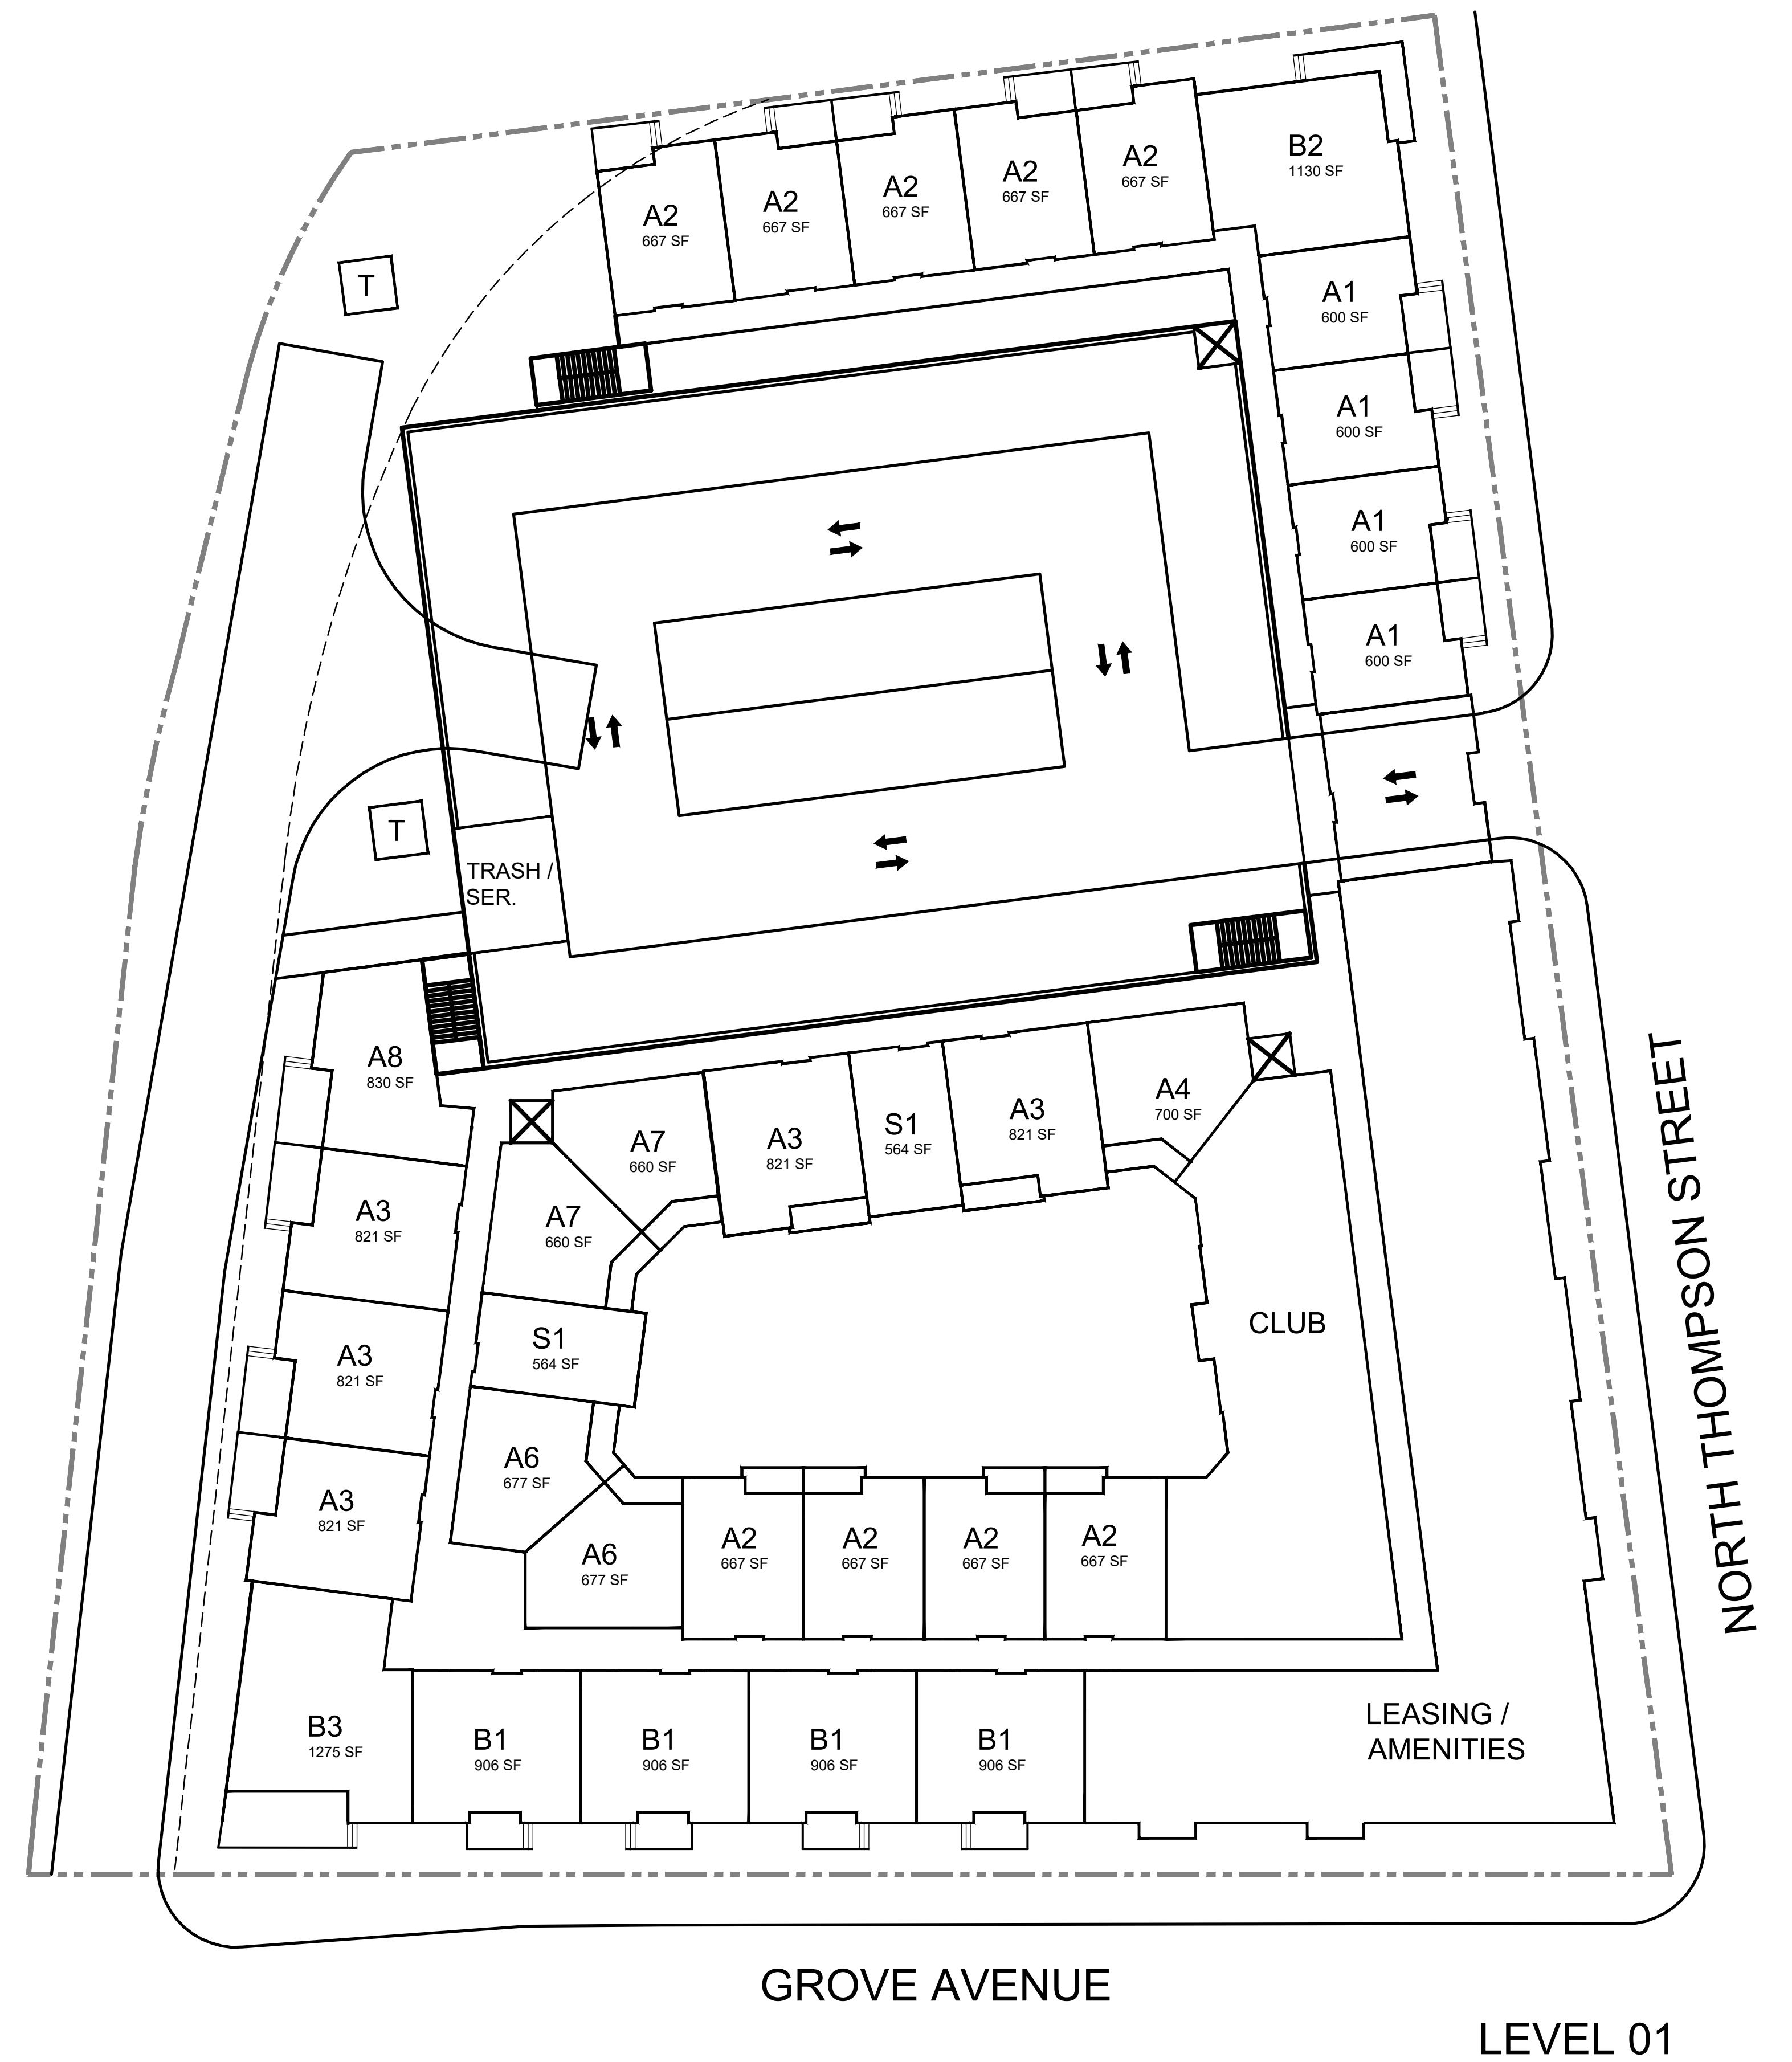 B2
1130 SF
A2
667 SF
A2
667 SF
A2
667 SF
A2
667 SF
A2
667 SF
T
A1
600 SF
A1
600 SF
A1
600 SF
A1
600 SF
T
TRASH /
SER.
A8
830 SF
A7
660 SF
A3
821 SF
S1
564 SF
A3
821 SF
A4
700 SF
A3
821 SF
A7
660 SF
CLUB
NORTH THOMPSON STREET
A3
821 SF
S1
564 SF
A3
821 SF
A6
677 SF
A6
677 SF
A2
667 SF
A2
667 SF
A2
667 SF
A2
667 SF
B3
1275 SF
B1
906 SF
B1
906 SF
B1
906 SF
B1
906 SF
LEASING /
AMENITIES
GROVE AVENUE
LEVEL 01